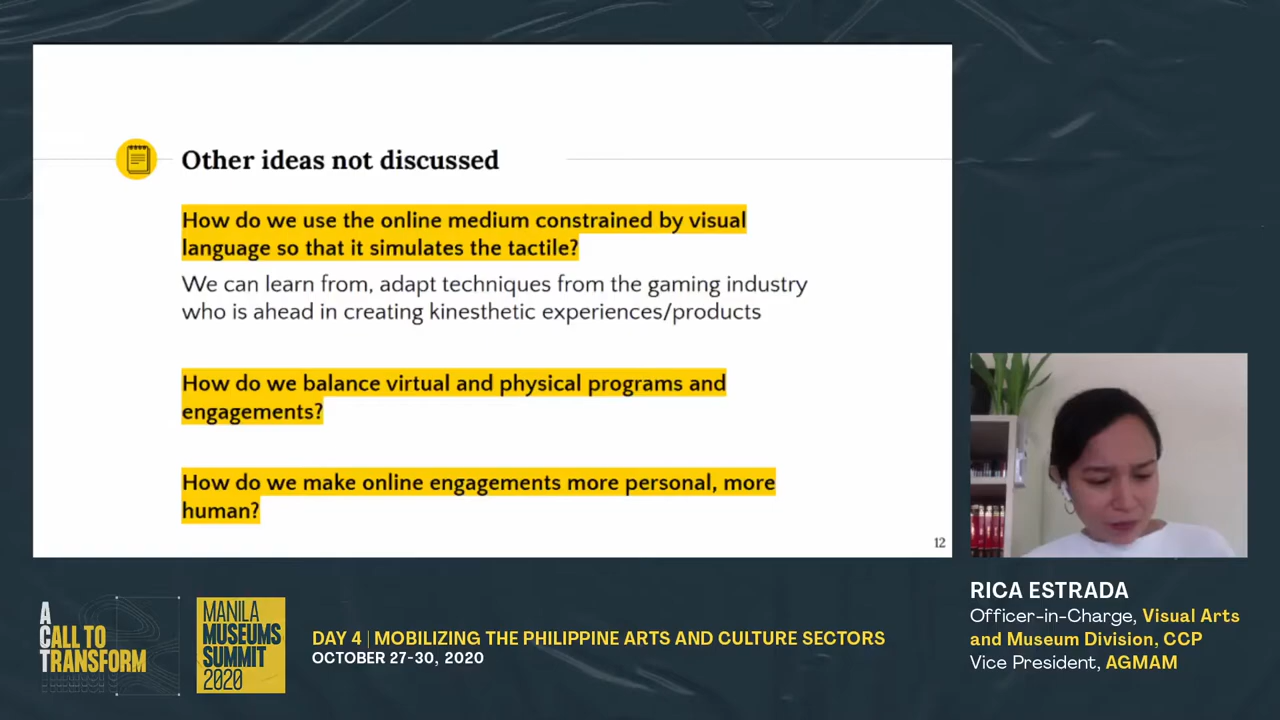 Other ideas not discussed
How do we use the online medium constrained by visual
language so that it simulates the tactile?
We can learn from, adapt techniques from the gaming industry
who is ahead in creating kinesthetic experiences/products
How do we balance virtual and physical programs and
engagements?
How do we make online engagements more personal, more
human?
12
RICA ESTRADA
Officer-in-Charge, Visual Arts
and Museum Division, CCP
Vice President, AGMAM
A
CALL TO
TRANSFORM
MANILA
MUSEUMS
SUMMIT
2020
DAY 4 | MOBILIZING THE PHILIPPINE ARTS AND CULTURE SECTORS
OCTOBER 27-30, 2020